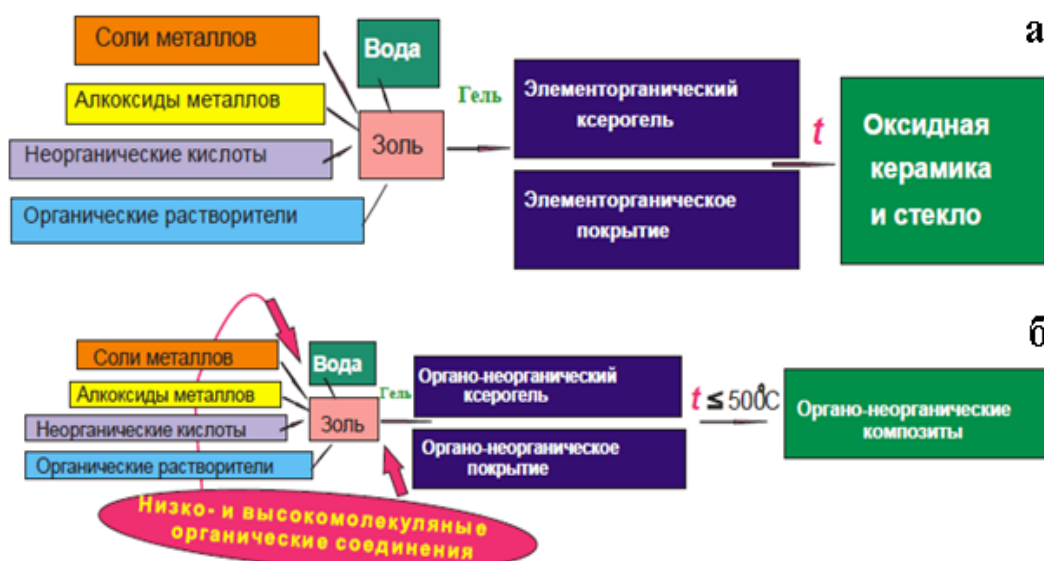 а
Соли металлов
Вода
Алкоксиды металлов
Неорганические кислоты
Органические растворители
Золь
Гель
Элементорганический
ксерогель
Элементорганическое
покрытие
t
Оксидная
керамика
и стекло
б
Соли металлов
Вода
Алкоксиды металлов
Неорганические кислоты
Органические растворители
Золь
Гель
Органо-неорганический
ксерогель
Органо-неорганическое
покрытие
t ≤ 500°C
Органо-неорганические
композиты
Низко- и высокомолекуляные
органические соединения